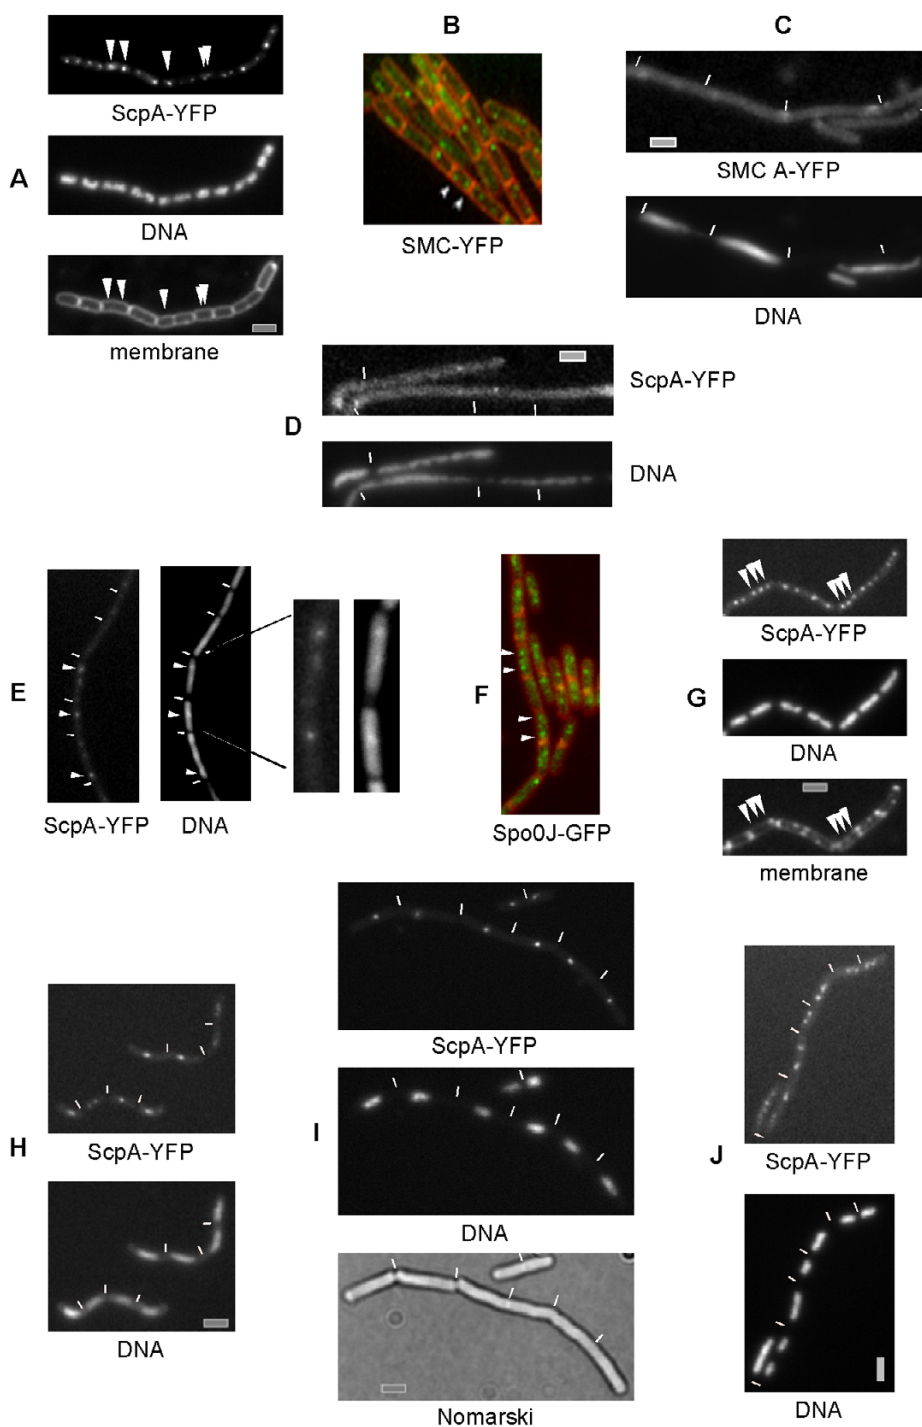 B
C
ScpA-YFP
A
SMC-YFP
SMC A-YFP
DNA
DNA
membrane
ScpA-YFP
D
DNA
E
F
ScpA-YFP
G
DNA
ScpA-YFP
DNA
Spo0J-GFP
membrane
ScpA-YFP
ScpA-YFP
H
I
J
ScpA-YFP
DNA
DNA
Nomarski
DNA